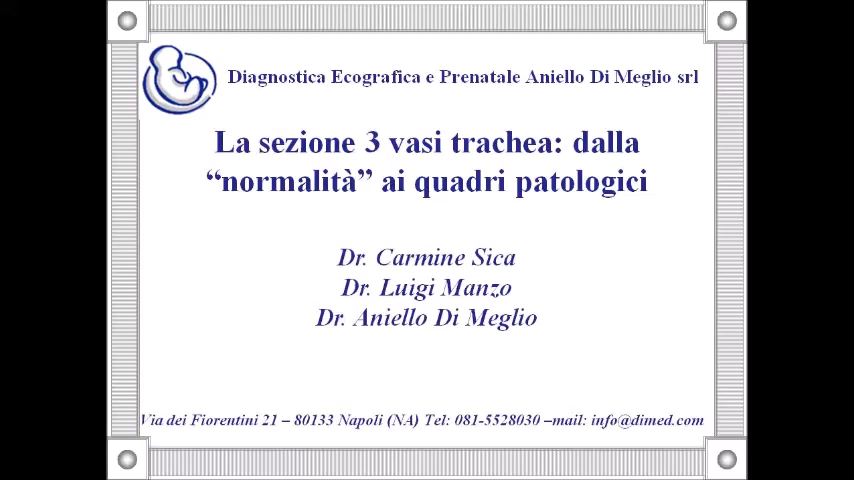 Diagnostica Ecografica e Prenatale Aniello Di Meglio srl
La sezione 3 vasi trachea: dalla
“normalità” ai quadri patologici
Dr. Carmine Sica
Dr. Luigi Manzo
Dr. Aniello Di Meglio
Via dei Fiorentini 21 – 80133 Napoli (NA) Tel: 081-5528030 –mail: info@dimed.com